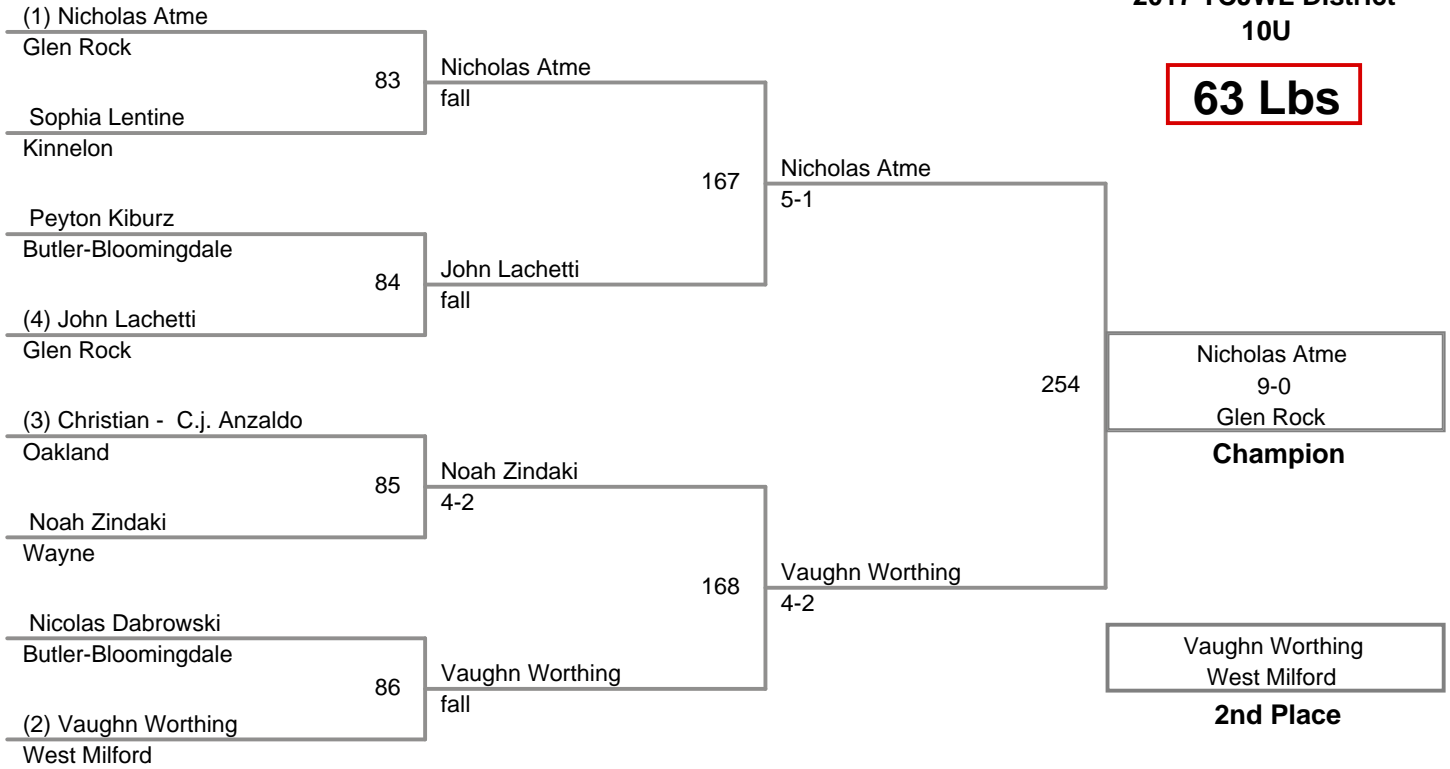 2017 TCJWL District
10U
63 Lbs
(1) Nicholas Atme
Glen Rock
83
Sophia Lentine
Kinnelon
Nicholas Atme
fall
Peyton Kiburz
Butler-Bloomingdale
84
(4) John Lachetti
Glen Rock
John Lachetti
fall
167
Nicholas Atme
5-1
(3) Christian - C.j. Anzaldo
Oakland
85
Noah Zindaki
Wayne
Noah Zindaki
4-2
Nicolas Dabrowski
Butler-Bloomingdale
86
(2) Vaughn Worthing
West Milford
Vaughn Worthing
fall
168
Vaughn Worthing
4-2
254
Nicholas Atme
9-0
Glen Rock
Champion
Vaughn Worthing
West Milford
2nd Place